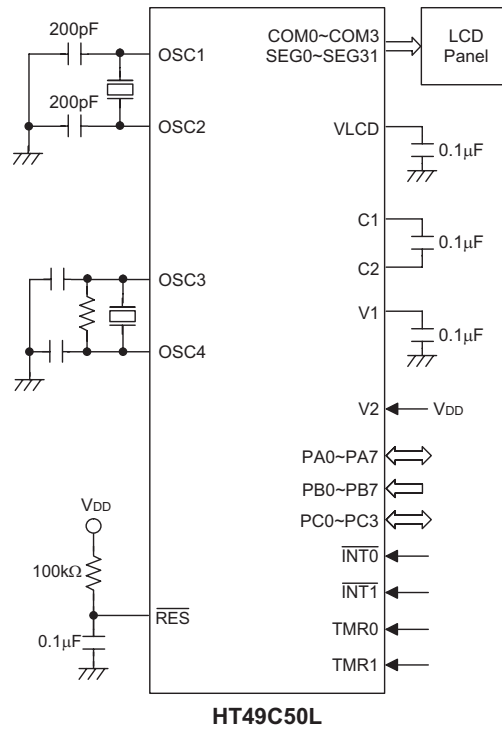 200pF
OSC1
200pF
OSC2
OSC3
OSC4
VDD
100kΩ
RES
0.1μF
COM0~COM3
SEG0~SEG31
LCD
Panel
VLCD
0.1μF
C1
0.1μF
C2
V1
0.1μF
V2
VDD
PA0~PA7
PB0~PB7
PC0~PC3
INT0
INT1
TMR0
TMR1
HT49C50L